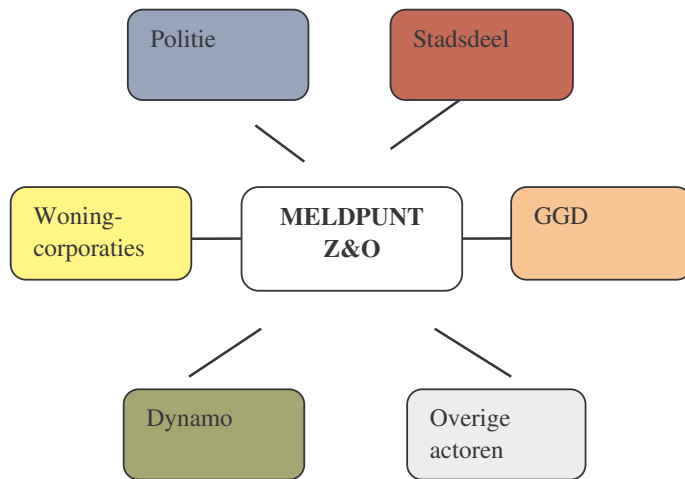 Politie
Stadsdeel
Woning-
corporaties
MELDPUNT
Z&O
GGD
Dynamo
Overige
actoren